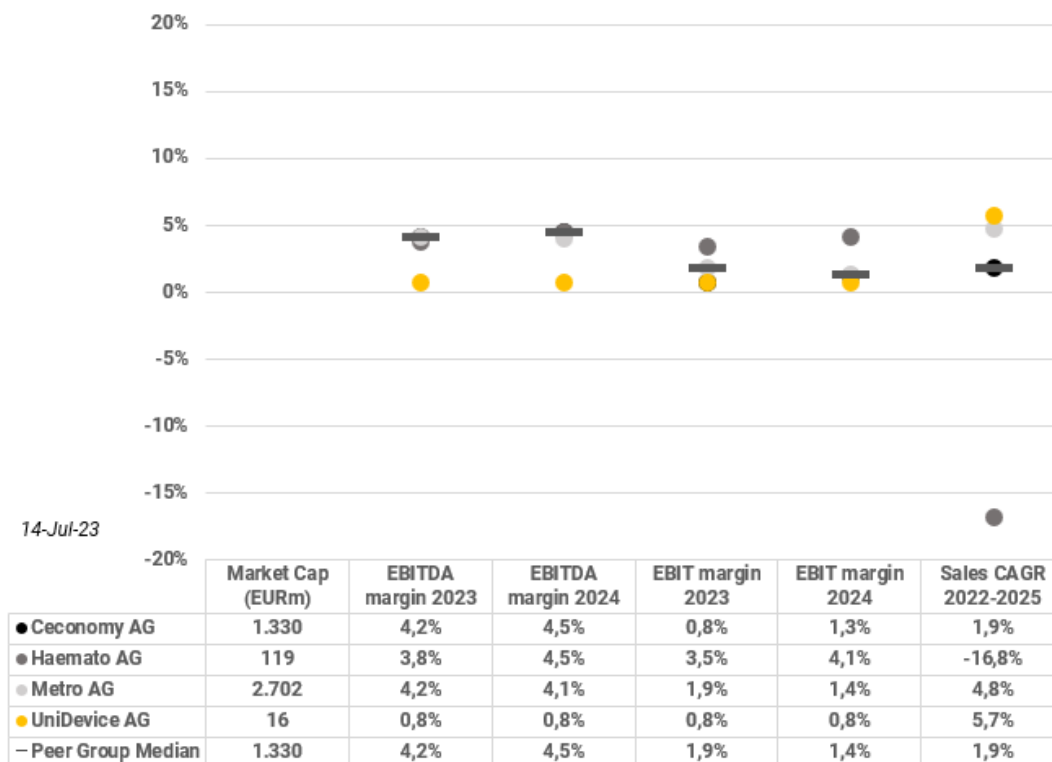 20%
15%
10%
5%
0%
-5%
-10%
-15%
14-Jul-23
-20%
Market Cap (EURm) EBITDA margin 2023 EBITDA margin 2024 EBIT margin 2023 EBIT margin 2024 Sales CAGR 2022-2025
Ceconomy AG 1.330 4,2% 4,5% 0,8% 1,3% 1,9%
Haemato AG 119 3,8% 4,5% 3,5% 4,1% -16,8%
Metro AG 2.702 4,2% 4,1% 1,9% 1,4% 4,8%
UniDevice AG 16 0,8% 0,8% 0,8% 0,8% 5,7%
Peer Group Median 1.330 4,2% 4,5% 1,9% 1,4% 1,9%